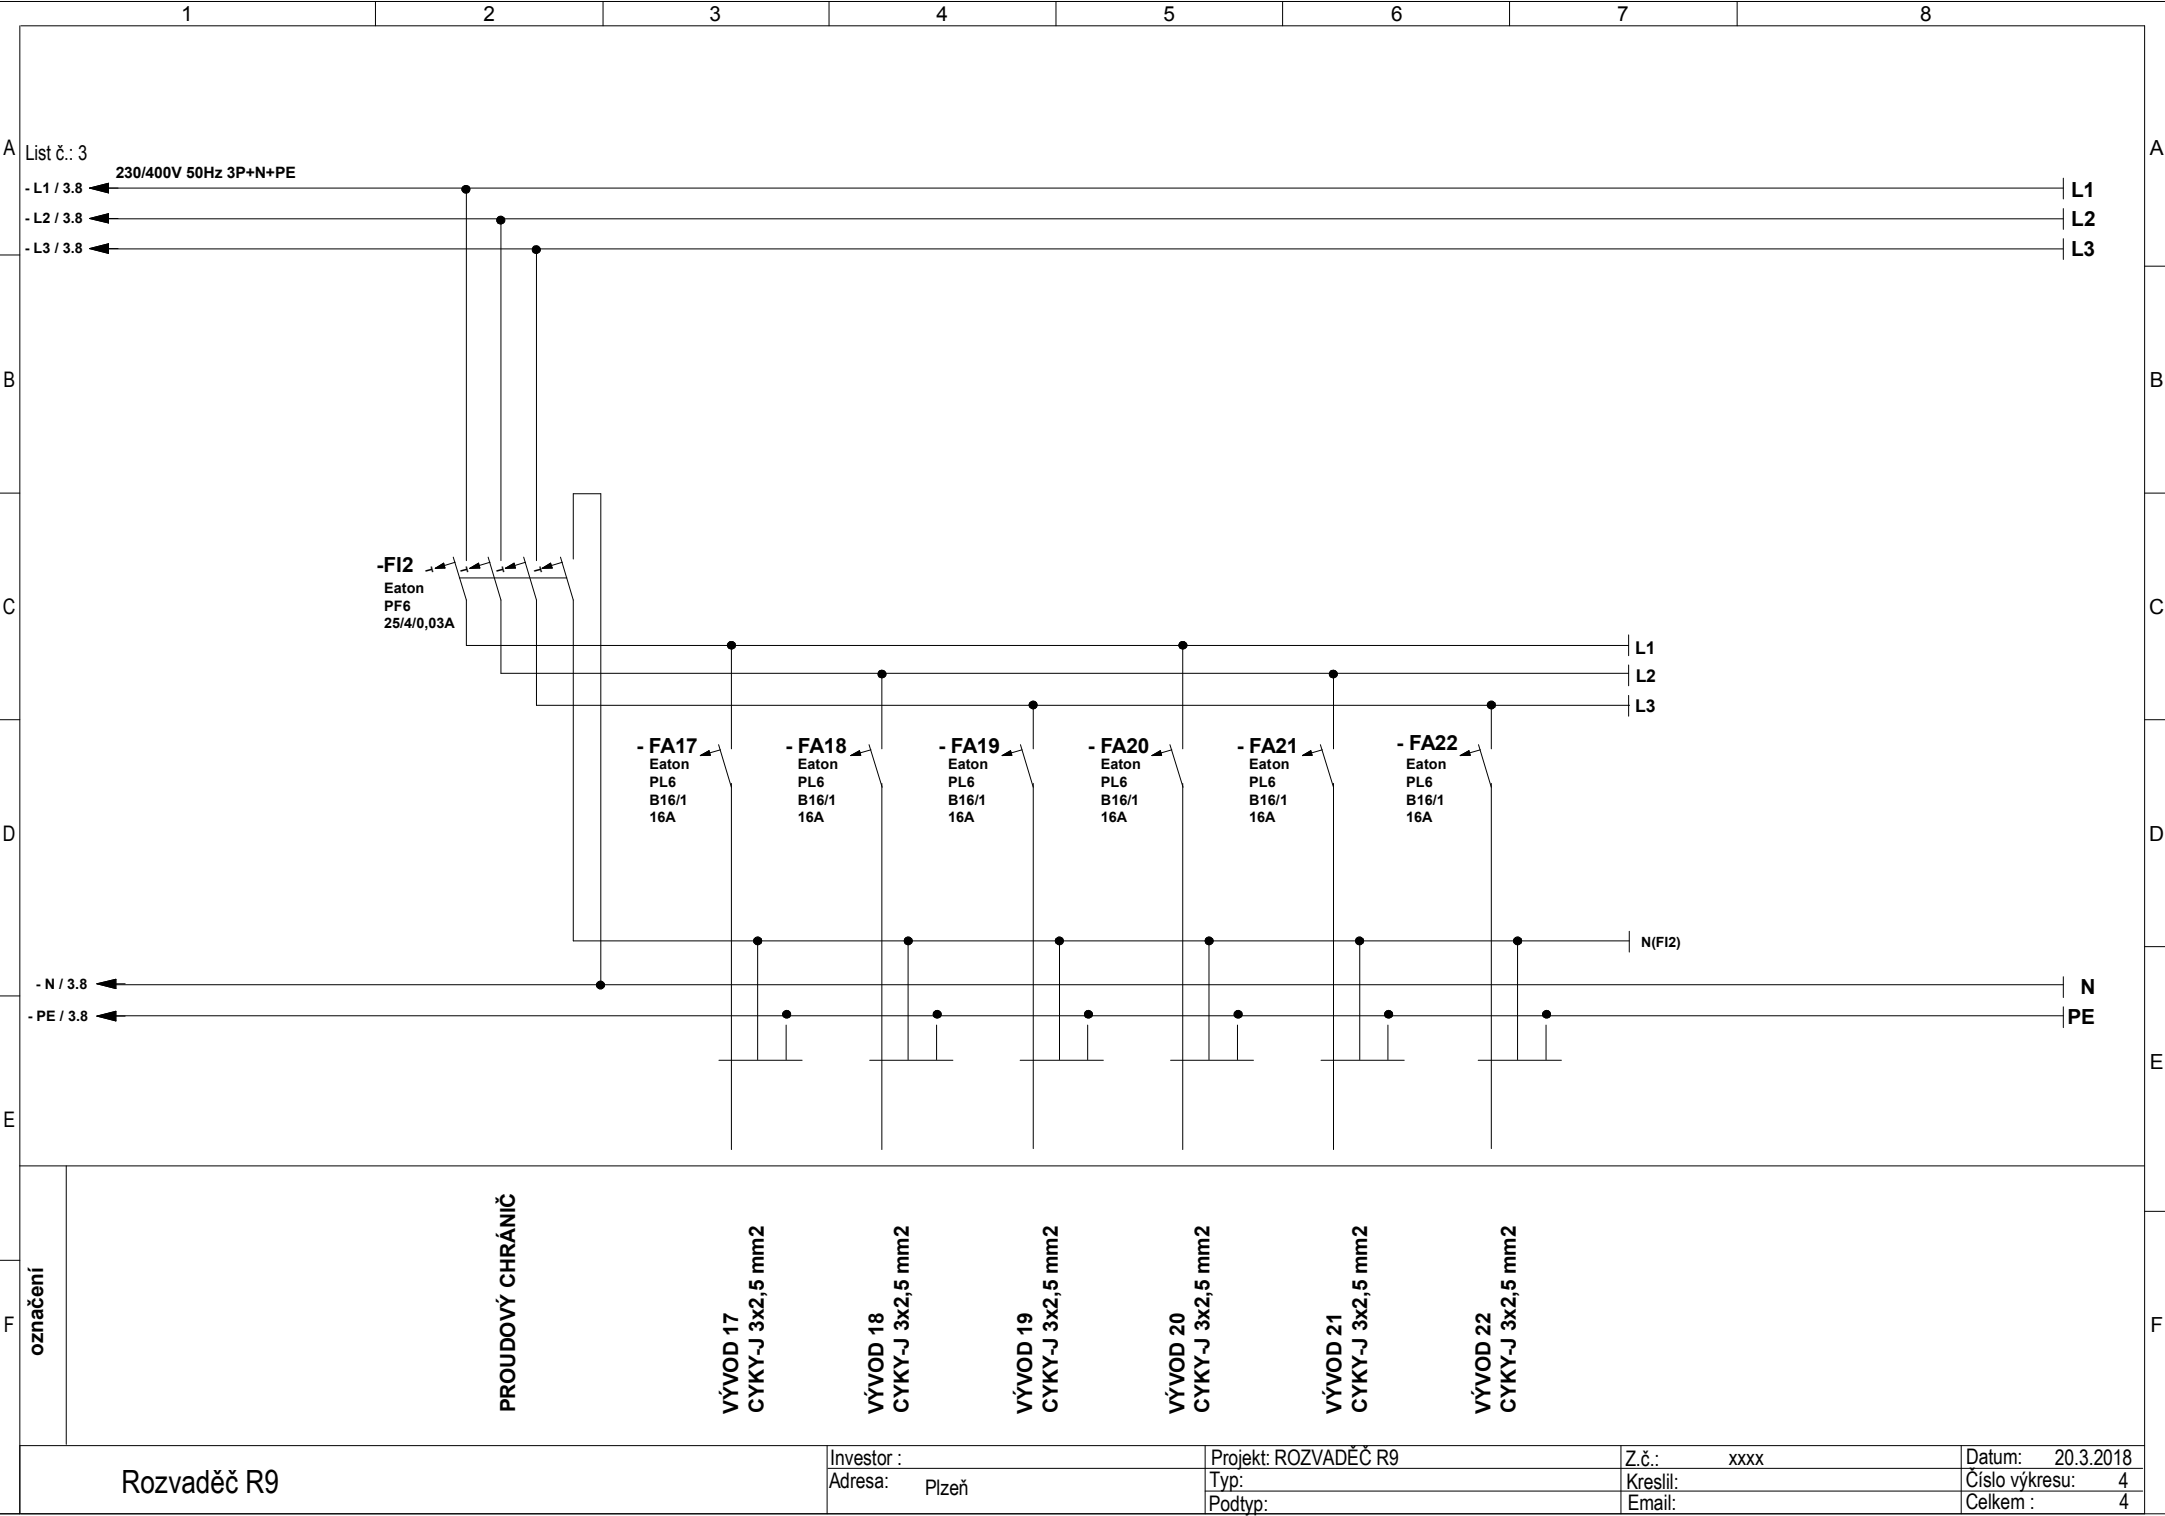 1 2 3 4 5 6 7 8
A List č.: 3 A
230/400V 50Hz 3P+N+PE
- L1 / 3.8 L1
- L2 / 3.8 L2
- L3 / 3.8 L3
B B
-FI2
Eaton
PF6
25/4/0,03A
C C
L1
L2
L3
- FA17
Eaton
PL6
B16/1
16A
- FA18
Eaton
PL6
B16/1
16A
- FA19
Eaton
PL6
B16/1
16A
- FA20
Eaton
PL6
B16/1
16A
- FA21
Eaton
PL6
B16/1
16A
- FA22
Eaton
PL6
B16/1
16A
D D
N(FI2)
- N / 3.8 N
- PE / 3.8 PE
E E
F F
označení
PROUDOVÝ CHRÁNIČ
VÝVOD 17
CYKY-J 3x2,5 mm2
VÝVOD 18
CYKY-J 3x2,5 mm2
VÝVOD 19
CYKY-J 3x2,5 mm2
VÝVOD 20
CYKY-J 3x2,5 mm2
VÝVOD 21
CYKY-J 3x2,5 mm2
VÝVOD 22
CYKY-J 3x2,5 mm2
Rozvaděč R9
Investor :
Adresa: Plzeň
Projekt: ROZVADĚČ R9
Typ:
Podtyp:
Z.č.: xxxx
Kreslil:
Email:
Datum: 20.3.2018
Číslo výkresu: 4
Celkem : 4